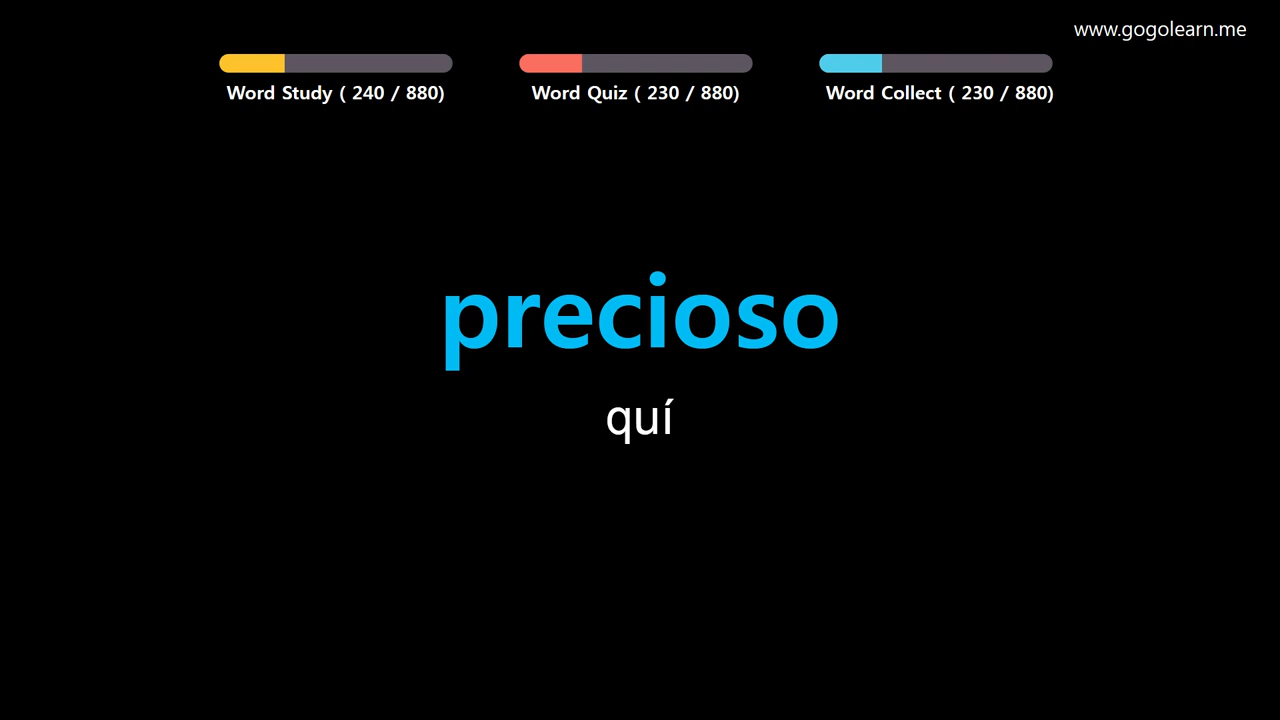 www.gogolearn.me
Word Study ( 240 / 880)
Word Quiz ( 230 / 880)
Word Collect ( 230 / 880)
precioso
quí